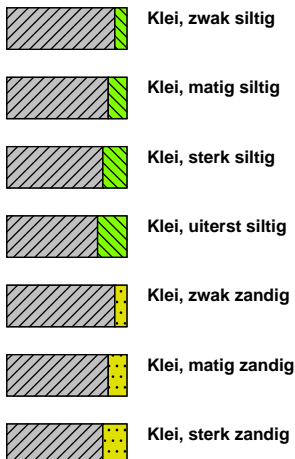 Klei, zwak siltig
Klei, matig siltig
Klei, sterk siltig
Klei, uiterst siltig
Klei, zwak zandig
Klei, matig zandig
Klei, sterk zandig